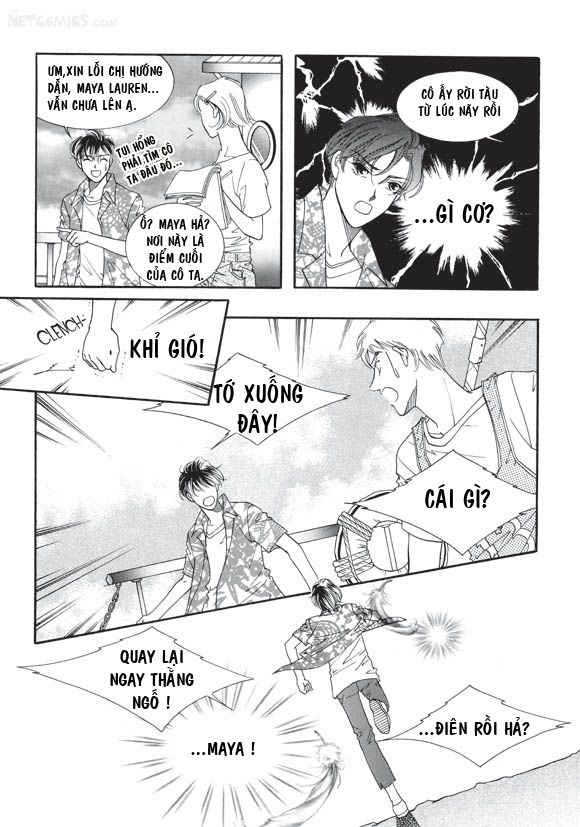 NETCOMICS.COM
ƯM,XIN LỖI CHỊ HƯỚNG
DẪN, MAYA LAUREN...
VẪN CHƯA LÊN Ạ.
TUI HỔNG
PHẢI TÌM CÔ
TA ĐÂU ĐÓ...
Ồ? MAYA HẢ?
NƠI NÀY LÀ
ĐIỂM CUỐI
CỦA CÔ TA.
CÔ ẤY RỜI TÀU
TỪ LÚC NÃY RỒI
...GÌ CƠ?
CLENCH-
KHỈ GIÓ!
TỚ XUỐNG
ĐÂY!
CÁI GÌ?
QUAY LẠI
NGAY THẰNG
NGỐ !
...ĐIÊN RỒI HẢ?
...MAYA !